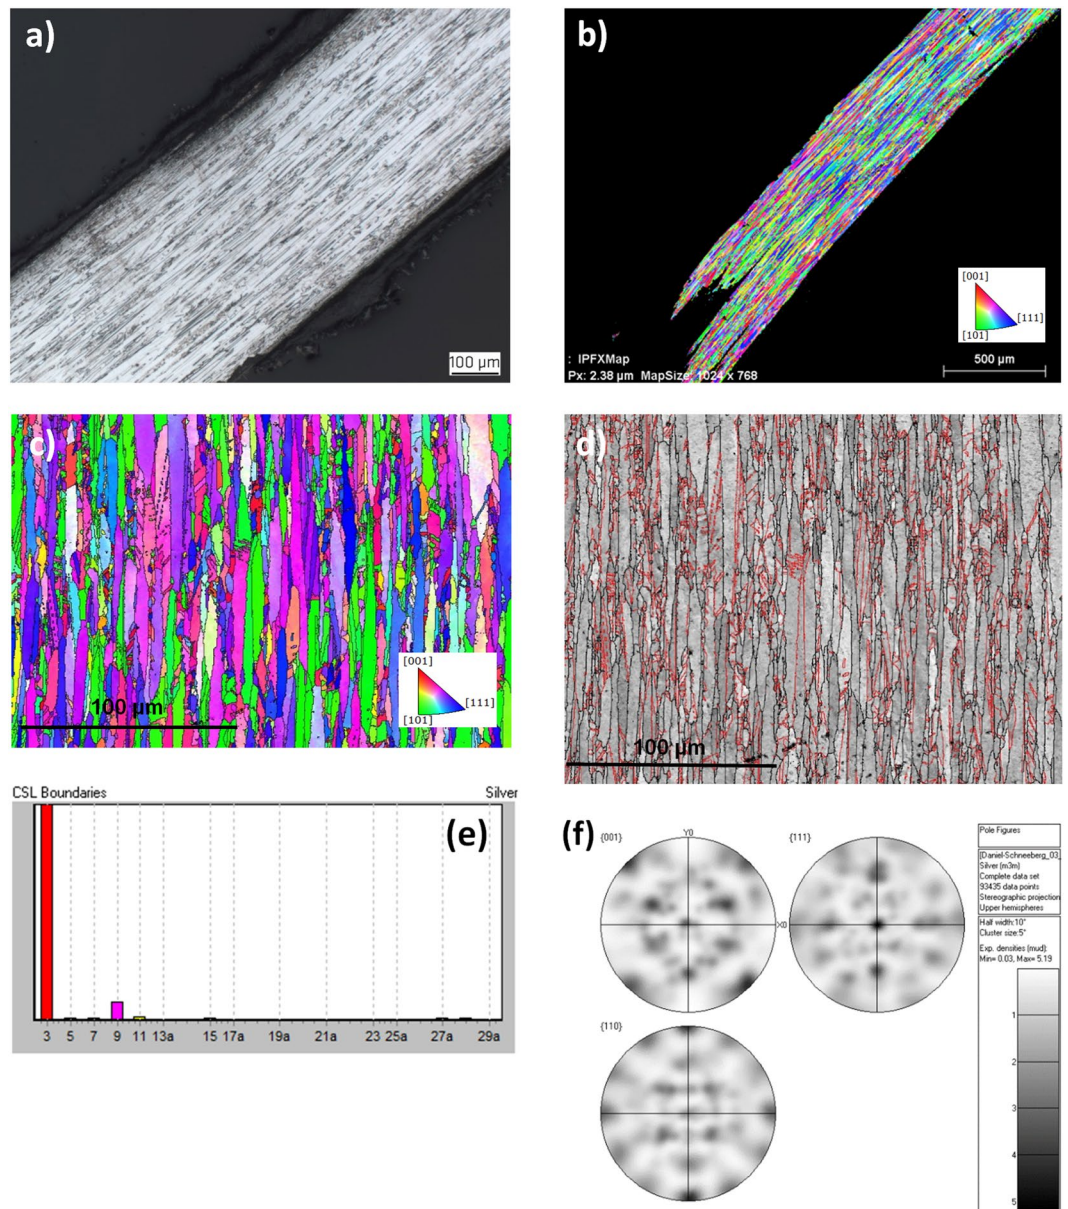 a)
100 µm
b)
[001]
[111]
[101]
: IPFXMap
Px: 2.38 µm MapSize: 1024 x 768
500 µm
c)
[001]
[111]
[101]
100 µm
d)
100 µm
CSL Boundaries
Silver
(e)
3 5 7 9 11 13a 15 17a 19a 21a 23 25a 27a 29a
(f)
{001}
Y0
X0
{111}
{110}
Pole Figures
[Daniel-Schneeberg_03_
Silver (m3m)
Complete data set
93435 data points
Stereographic projection
Upper hemispheres
Half width:10°
Cluster size:5°
Exp. densities (mud):
Min= 0.03, Max= 5.19
1
2
3
4
5